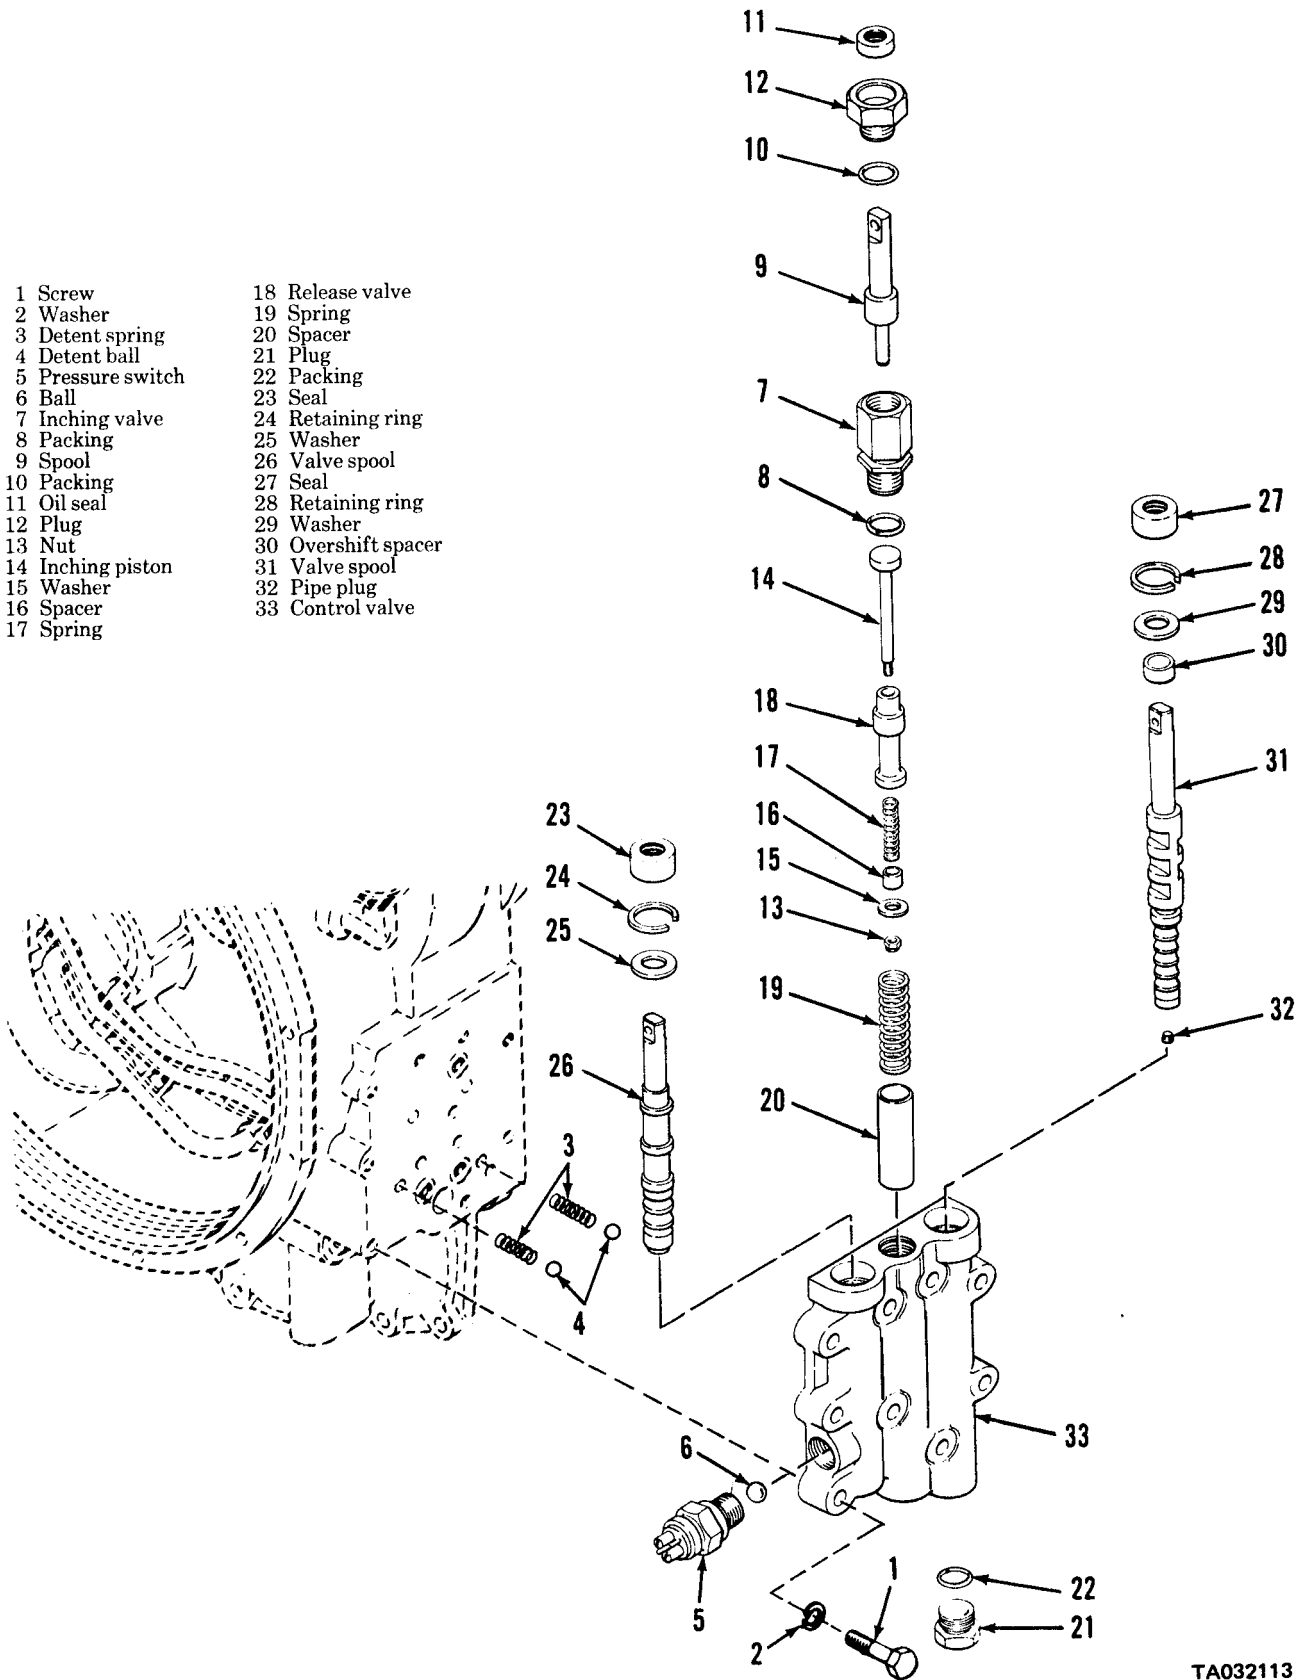 11
12
10
9
7
8
14
18
17
16
15
13
19
20
1 Screw
2 Washer
3 Detent spring
4 Detent ball
5 Pressure switch
6 Ball
7 Inching valve
8 Packing
9 Spool
10 Packing
11 Oil seal
12 Plug
13 Nut
14 Inching piston
15 Washer
16 Spacer
17 Spring
18 Release valve
19 Spring
20 Spacer
21 Plug
22 Packing
23 Seal
24 Retaining ring
25 Washer
26 Valve spool
27 Seal
28 Retaining ring
29 Washer
30 Overshift spacer
31 Valve spool
32 Pipe plug
33 Control valve
27
28
29
30
31
32
23
24
25
26
3
4
33
6
5
1
2
22
21
TA032113